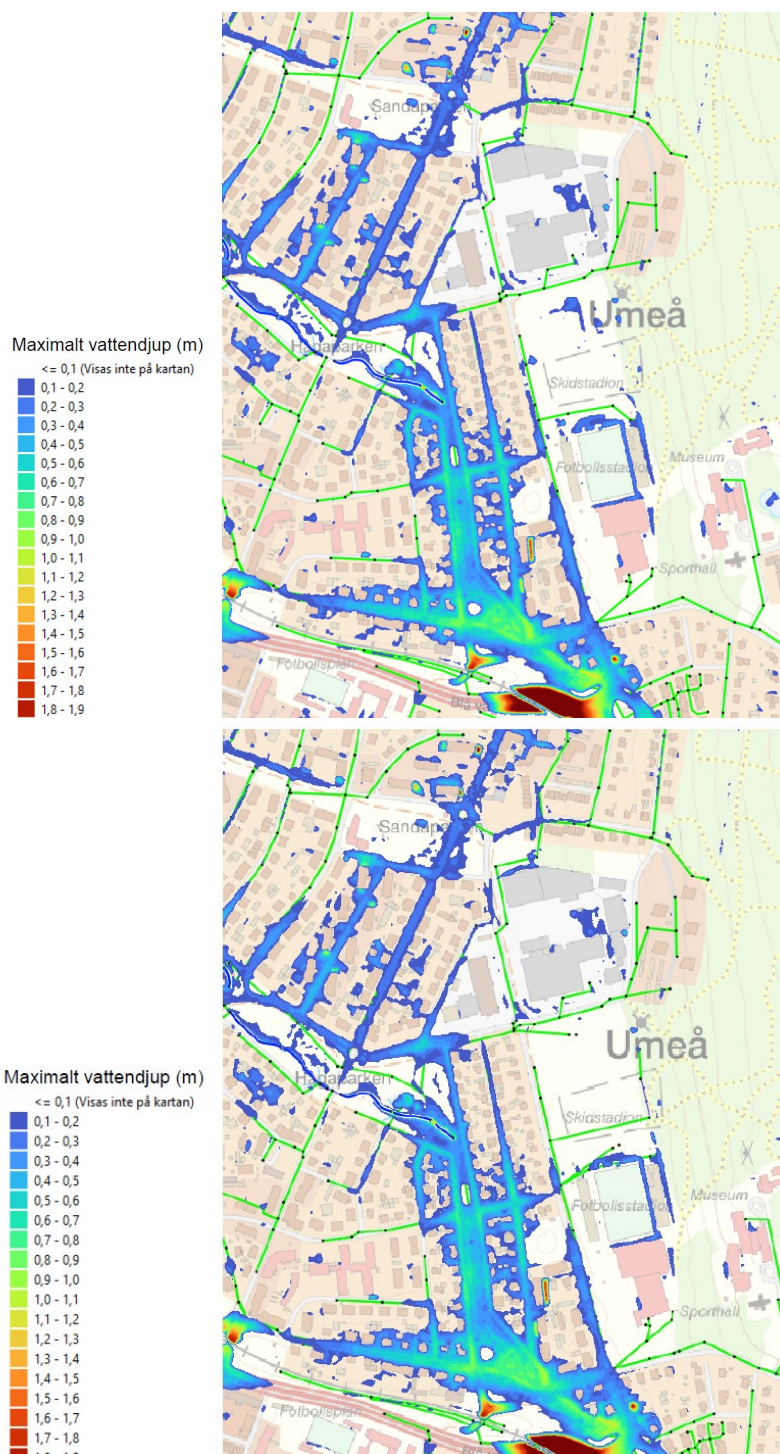 Sandaparken
Umeå
Maximalt vattendjup (m)
<= 0,1 (Visas inte på kartan)
0,1 - 0,2
0,2 - 0,3
0,3 - 0,4
0,4 - 0,5
0,5 - 0,6
0,6 - 0,7
0,7 - 0,8
0,8 - 0,9
0,9 - 1,0
1,0 - 1,1
1,1 - 1,2
1,2 - 1,3
1,3 - 1,4
1,4 - 1,5
1,5 - 1,6
1,6 - 1,7
1,7 - 1,8
1,8 - 1,9
Hagaparken
Skidstadion
Fotbollsstadion
Museum
Sporthall
Fotbollsplan
Blå vä
Sandaparken
Umeå
Maximalt vattendjup (m)
<= 0,1 (Visas inte på kartan)
0,1 - 0,2
0,2 - 0,3
0,3 - 0,4
0,4 - 0,5
0,5 - 0,6
0,6 - 0,7
0,7 - 0,8
0,8 - 0,9
0,9 - 1,0
1,0 - 1,1
1,1 - 1,2
1,2 - 1,3
1,3 - 1,4
1,4 - 1,5
1,5 - 1,6
1,6 - 1,7
1,7 - 1,8
Hagaparken
Skidstadion
Fotbollsstadion
Museum
Sporthall
Fotbollsplan